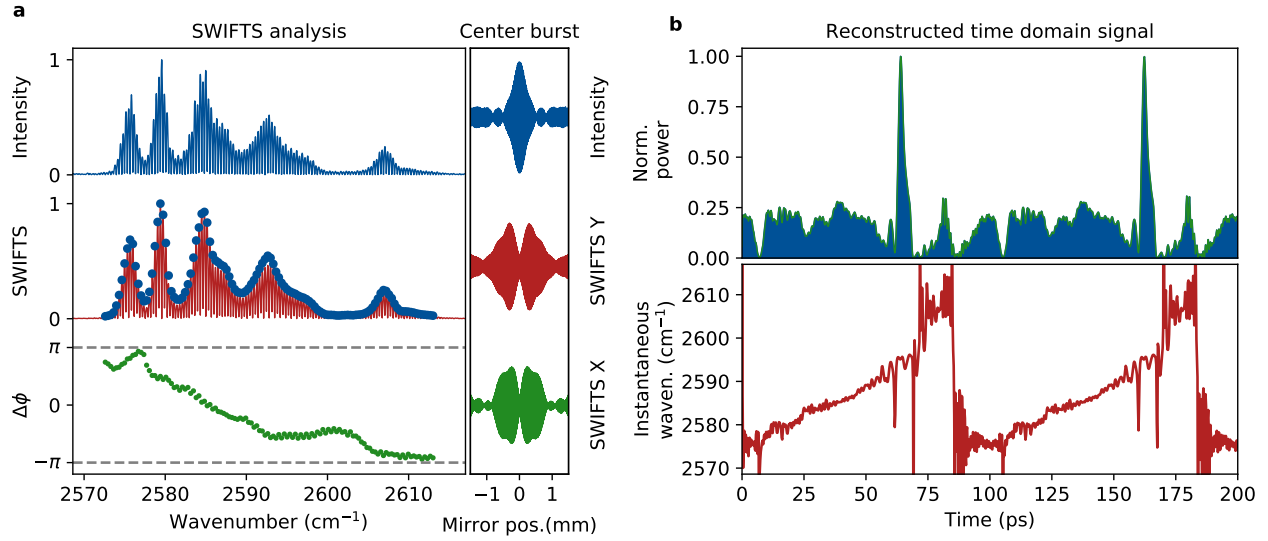 a
SWIFTS analysis
Center burst
Intensity
1
0
SWIFTS
1
0
Δϕ
π
0
−π
2570 2580 2590 2600 2610
Wavenumber (cm⁻¹)
Intensity
SWIFTS Y
SWIFTS X
−1 0 1
Mirror pos.(mm)
b
Reconstructed time domain signal
Norm.
power
1.00
0.75
0.50
0.25
0.00
Instantaneous
waven. (cm⁻¹)
2610
2600
2590
2580
2570
0 25 50 75 100 125 150 175 200
Time (ps)